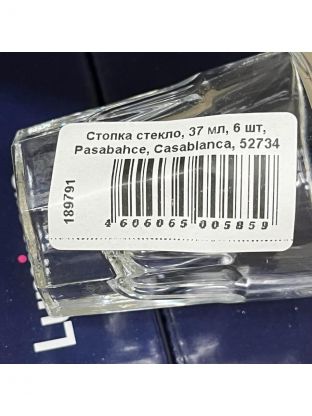 Стопка стекло, 37 мл, 6 шт,
Pasabahce, Casablanca, 52734
189791
4 606065 005859